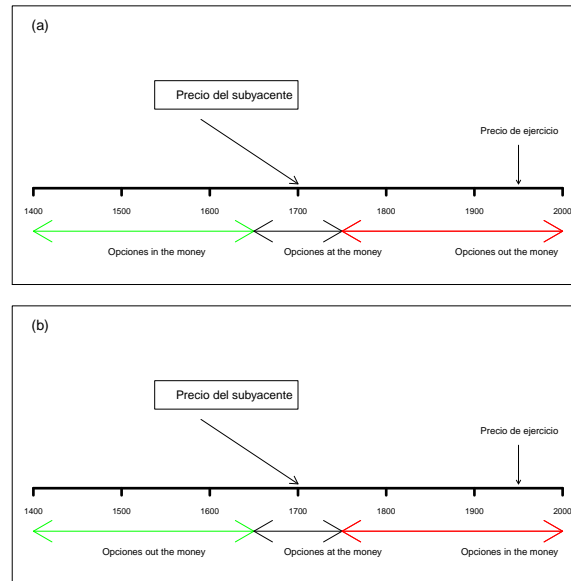 (a)
Precio del subyacente
Precio de ejercicio
1400 1500 1600 1700 1800 1900 2000
Opciones in the money Opciones at the money Opciones out the money
(b)
Precio del subyacente
Precio de ejercicio
1400 1500 1600 1700 1800 1900 2000
Opciones out the money Opciones at the money Opciones in the money